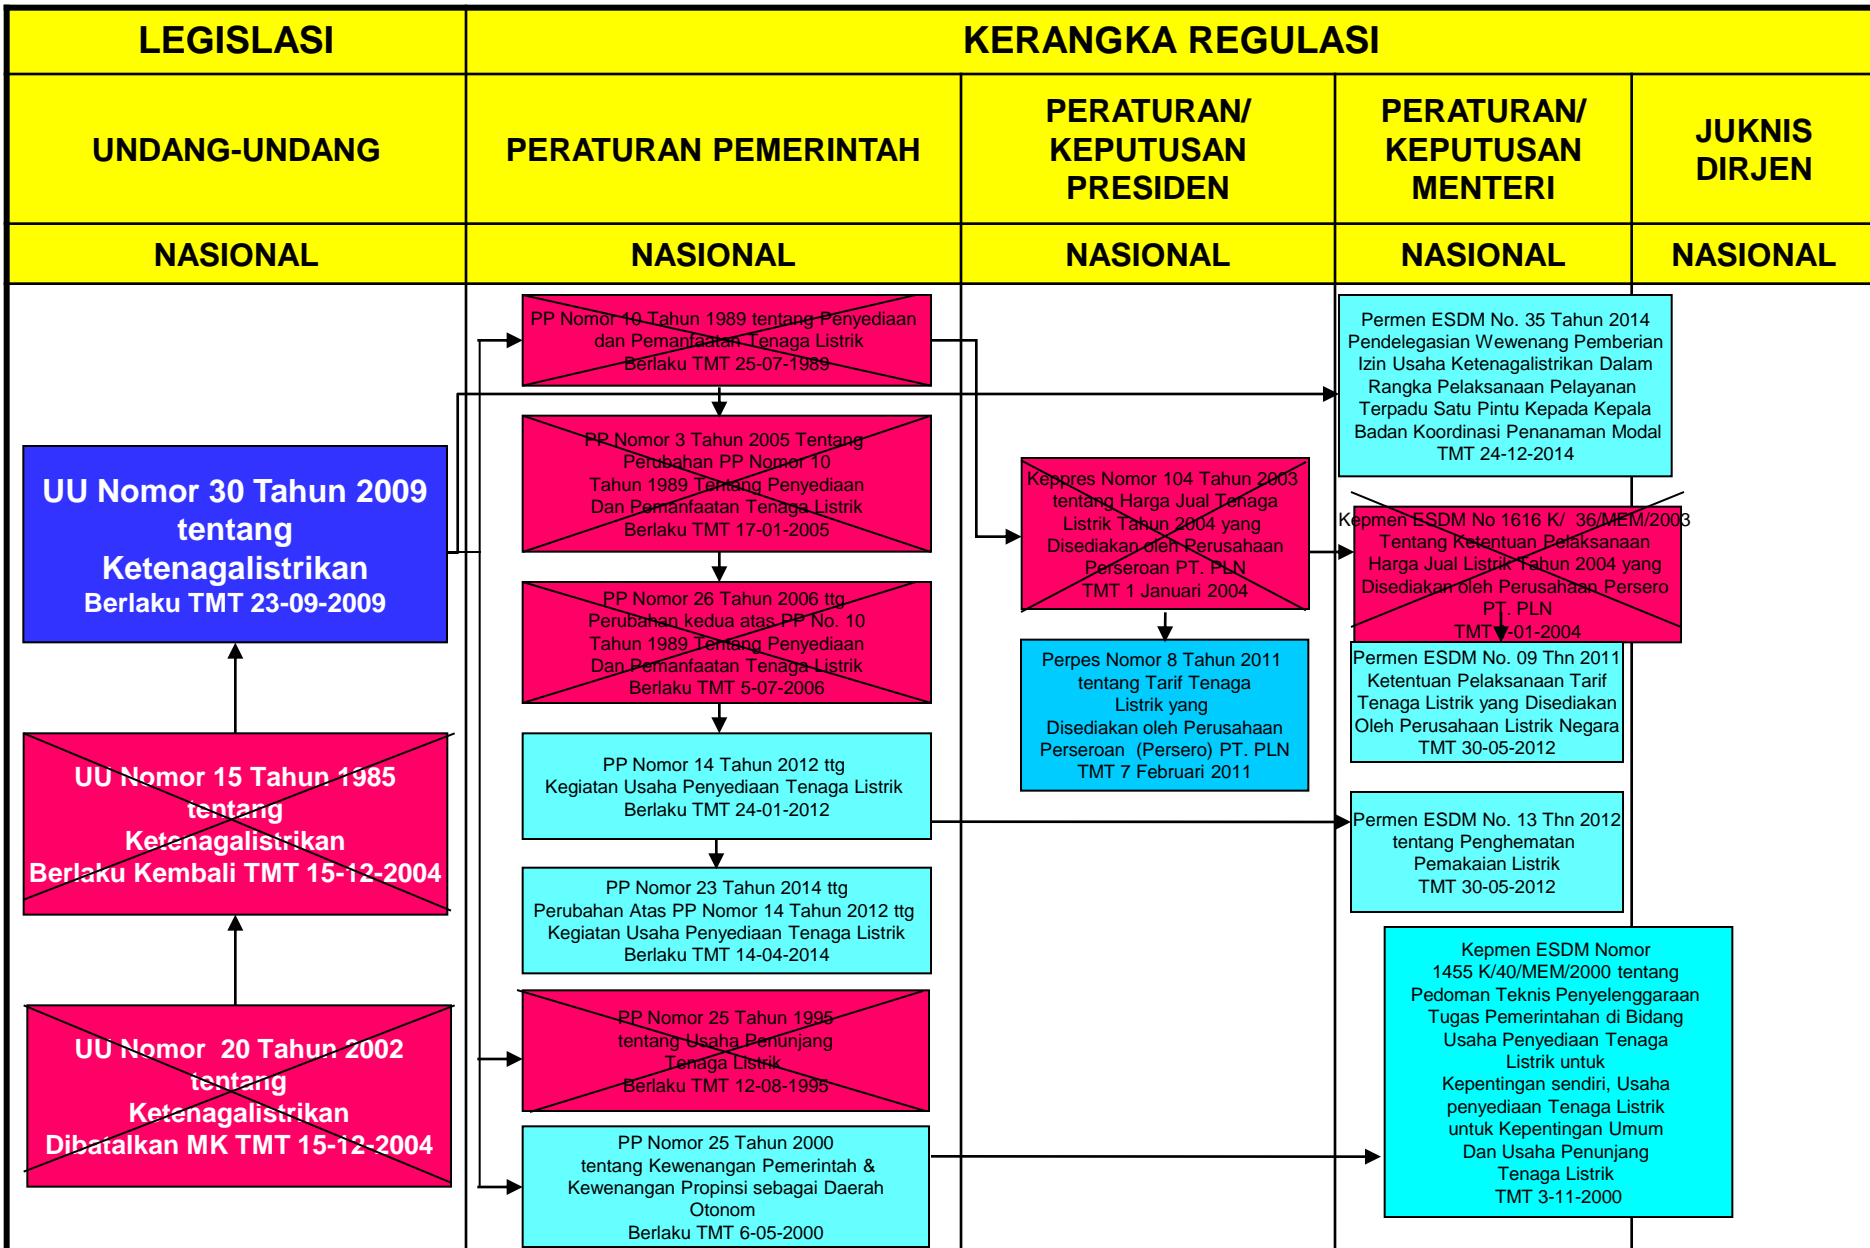 LEGISLASI
KERANGKA REGULASI
UNDANG-UNDANG
PERATURAN PEMERINTAH
PERATURAN/
KEPUTUSAN
PRESIDEN
PERATURAN/
KEPUTUSAN
MENTERI
JUKNIS
DIRJEN
NASIONAL
NASIONAL
NASIONAL
NASIONAL
NASIONAL
UU Nomor 30 Tahun 2009
tentang
Ketenagalistrikan
Berlaku TMT 23-09-2009
UU Nomor 15 Tahun 1985
tentang
Ketenagalistrikan
Berlaku Kembali TMT 15-12-2004
UU Nomor 20 Tahun 2002
tentang
Ketenagalistrikan
Dibatalkan MK TMT 15-12-2004
PP Nomor 10 Tahun 1989 tentang Penyediaan
dan Pemanfaatan Tenaga Listrik
Berlaku TMT 25-07-1989
PP Nomor 3 Tahun 2005 Tentang
Perubahan PP Nomor 10
Tahun 1989 Tentang Penyediaan
Dan Pemanfaatan Tenaga Listrik
Berlaku TMT 17-01-2005
PP Nomor 26 Tahun 2006 ttg
Perubahan kedua atas PP No. 10
Tahun 1989 Tentang Penyediaan
Dan Pemanfaatan Tenaga Listrik
Berlaku TMT 5-07-2006
PP Nomor 14 Tahun 2012 ttg
Kegiatan Usaha Penyediaan Tenaga Listrik
Berlaku TMT 24-01-2012
PP Nomor 23 Tahun 2014 ttg
Perubahan Atas PP Nomor 14 Tahun 2012 ttg
Kegiatan Usaha Penyediaan Tenaga Listrik
Berlaku TMT 14-04-2014
PP Nomor 25 Tahun 1995
tentang Usaha Penunjang
Tenaga Listrik
Berlaku TMT 12-08-1995
PP Nomor 25 Tahun 2000
tentang Kewenangan Pemerintah &
Kewenangan Propinsi sebagai Daerah
Otonom
Berlaku TMT 6-05-2000
Keppres Nomor 104 Tahun 2003
tentang Harga Jual Tenaga
Listrik Tahun 2004 yang
Disediakan oleh Perusahaan
Perseroan PT. PLN
TMT 1 Januari 2004
Perpes Nomor 8 Tahun 2011
tentang Tarif Tenaga
Listrik yang
Disediakan oleh Perusahaan
Perseroan (Persero) PT. PLN
TMT 7 Februari 2011
Permen ESDM No. 35 Tahun 2014
Pendelegasian Wewenang Pemberian
Izin Usaha Ketenagalistrikan Dalam
Rangka Pelaksanaan Pelayanan
Terpadu Satu Pintu Kepada Kepala
Badan Koordinasi Penanaman Modal
TMT 24-12-2014
Kepmen ESDM No 1616 K/ 36/MEM/2003
Tentang Ketentuan Pelaksanaan
Harga Jual Listrik Tahun 2004 yang
Disediakan oleh Perusahaan Persero
PT. PLN
TMT -01-2004
Permen ESDM No. 09 Thn 2011
Ketentuan Pelaksanaan Tarif
Tenaga Listrik yang Disediakan
Oleh Perusahaan Listrik Negara
TMT 30-05-2012
Permen ESDM No. 13 Thn 2012
tentang Penghematan
Pemakaian Listrik
TMT 30-05-2012
Kepmen ESDM Nomor
1455 K/40/MEM/2000 tentang
Pedoman Teknis Penyelenggaraan
Tugas Pemerintahan di Bidang
Usaha Penyediaan Tenaga
Listrik untuk
Kepentingan sendiri, Usaha
penyediaan Tenaga Listrik
untuk Kepentingan Umum
Dan Usaha Penunjang
Tenaga Listrik
TMT 3-11-2000